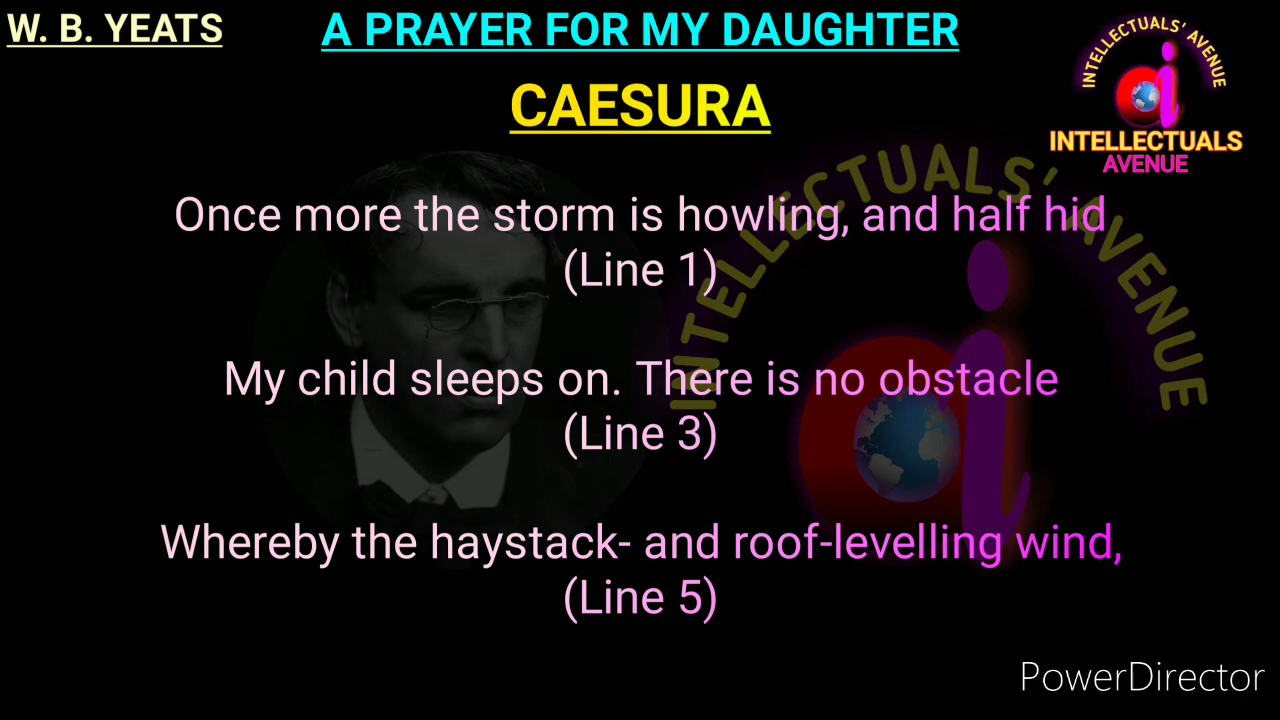 W. B. YEATS
A PRAYER FOR MY DAUGHTER
INTELLECTUALS' AVENUE
INTELLECTUALS
AVENUE
CAESURA
INTELLECTUALS' AVENUE
Once more the storm is howling, and half hid
(Line 1)
My child sleeps on. There is no obstacle
(Line 3)
Whereby the haystack- and roof-levelling wind,
(Line 5)
PowerDirector